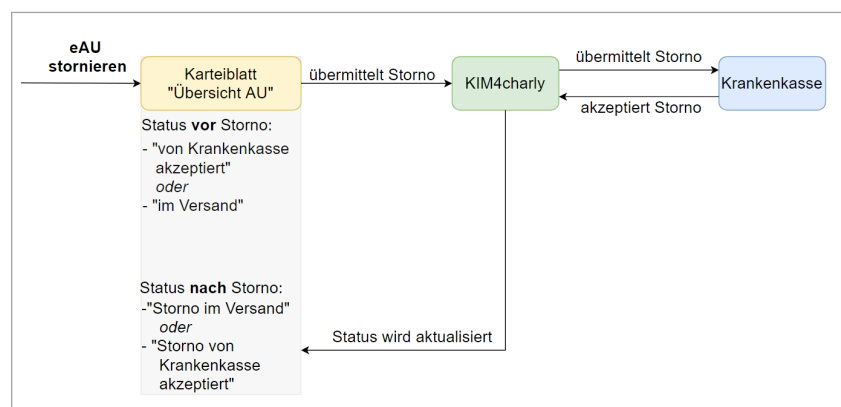 eAU
stornieren
Karteiblatt
"Übersicht AU"
übermittelt Storno
KIM4charly
übermittelt Storno
akzeptiert Storno
Krankenkasse
Status vor Storno:
- "von Krankenkasse
akzeptiert"
oder
- "im Versand"
Status nach Storno:
-"Storno im Versand"
oder
- "Storno von
Krankenkasse
akzeptiert"
Status wird aktualisiert